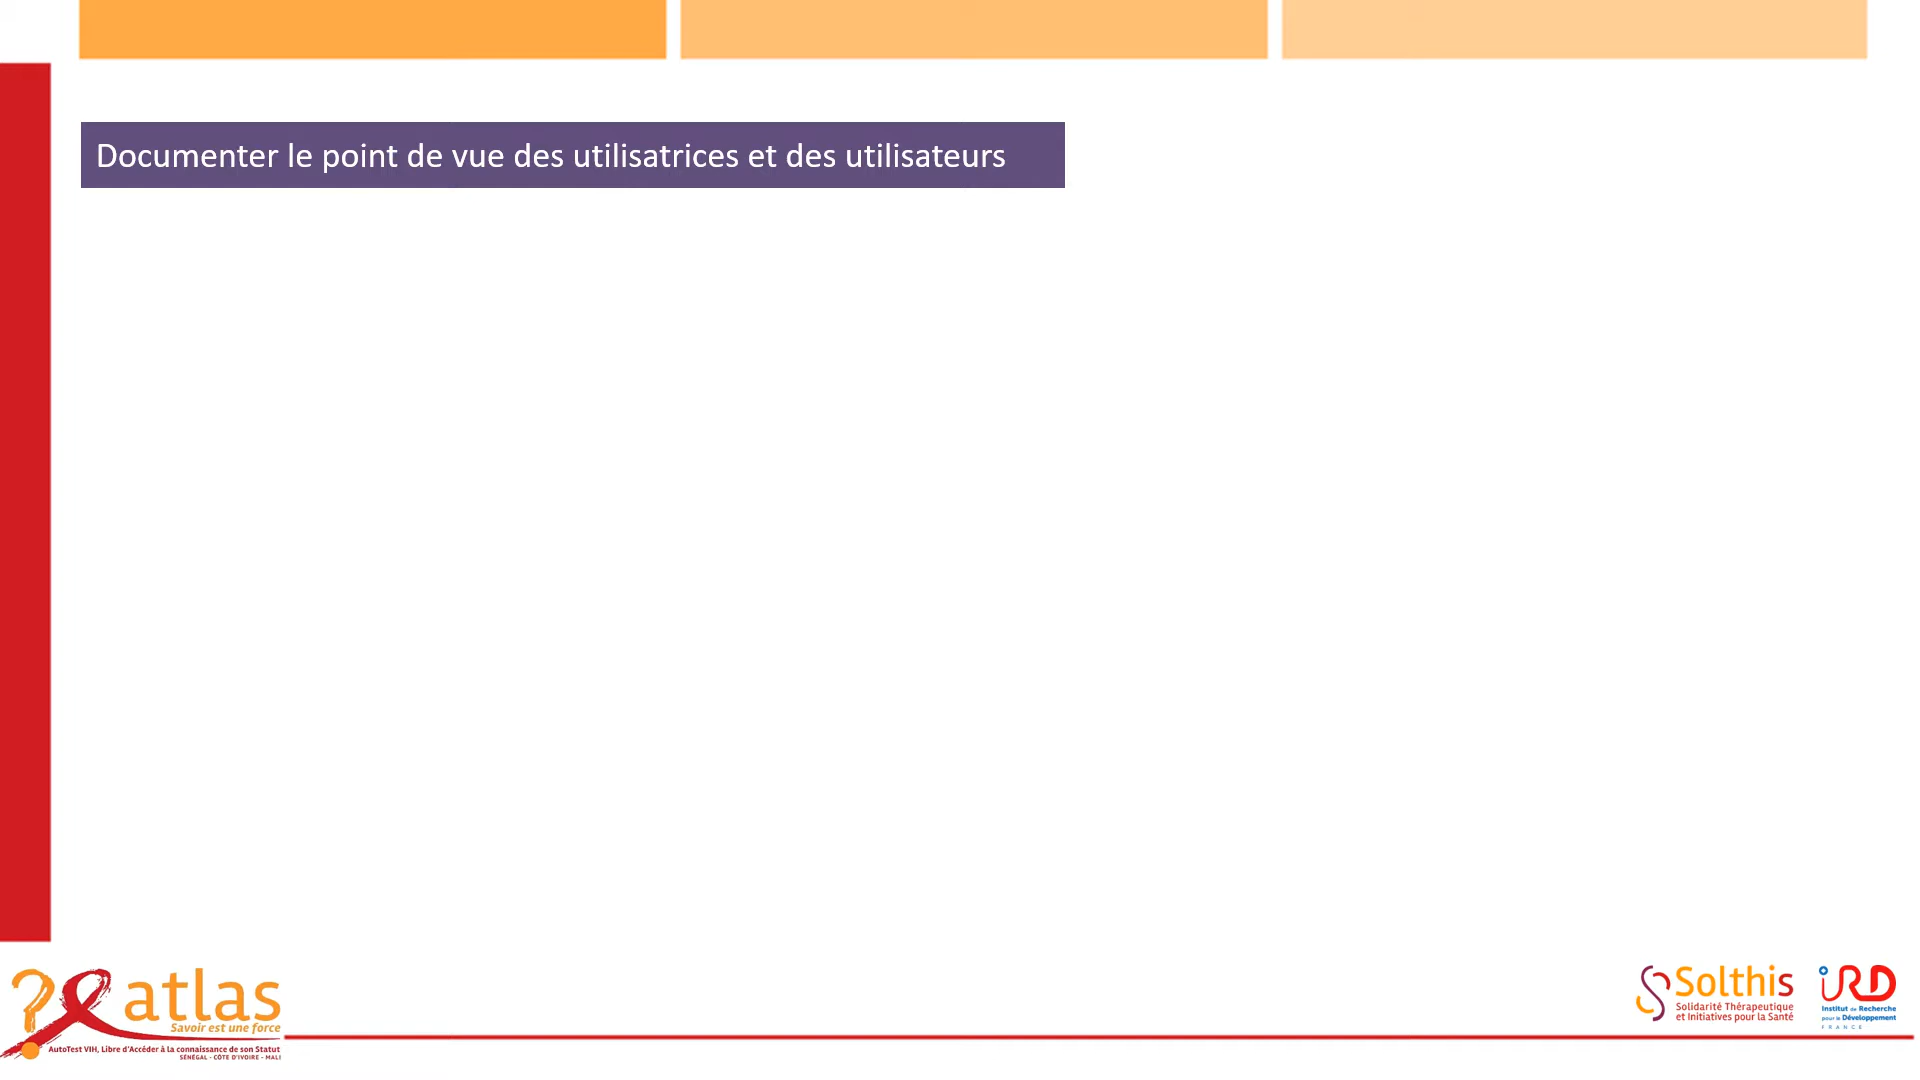 Documenter le point de vue des utilisatrices et des utilisateurs
atlas
Savoir est une force
AutoTest VIH, Libre d'Accéder à la connaissance de son Statut
SÉNÉGAL - CÔTE D'IVOIRE - MALI
Solthis
Solidarité Thérapeutique
et Initiatives pour la Santé
IRD
Institut de Recherche
pour le Développement
FRANCE